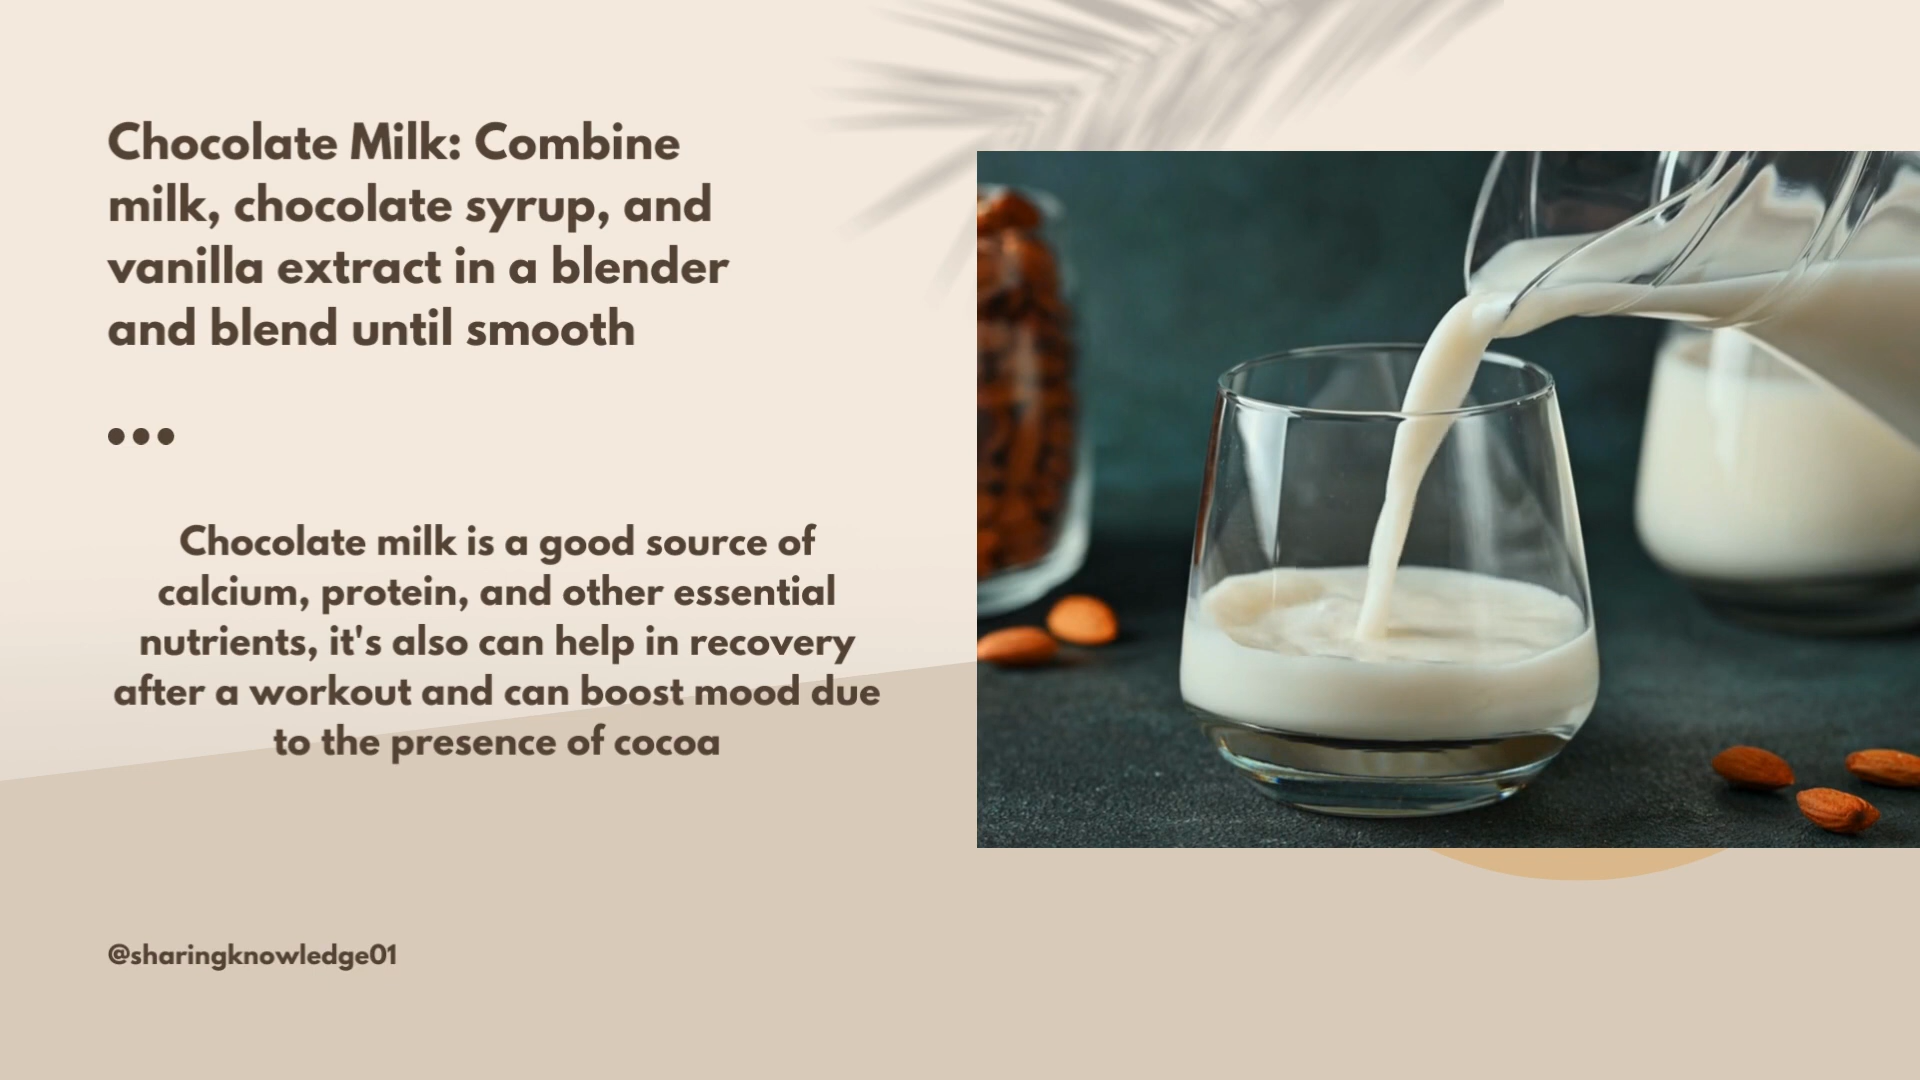 Chocolate Milk: Combine
milk, chocolate syrup, and
vanilla extract in a blender
and blend until smooth
Chocolate milk is a good source of
calcium, protein, and other essential
nutrients, it's also can help in recovery
after a workout and can boost mood due
to the presence of cocoa
@sharingknowledge01